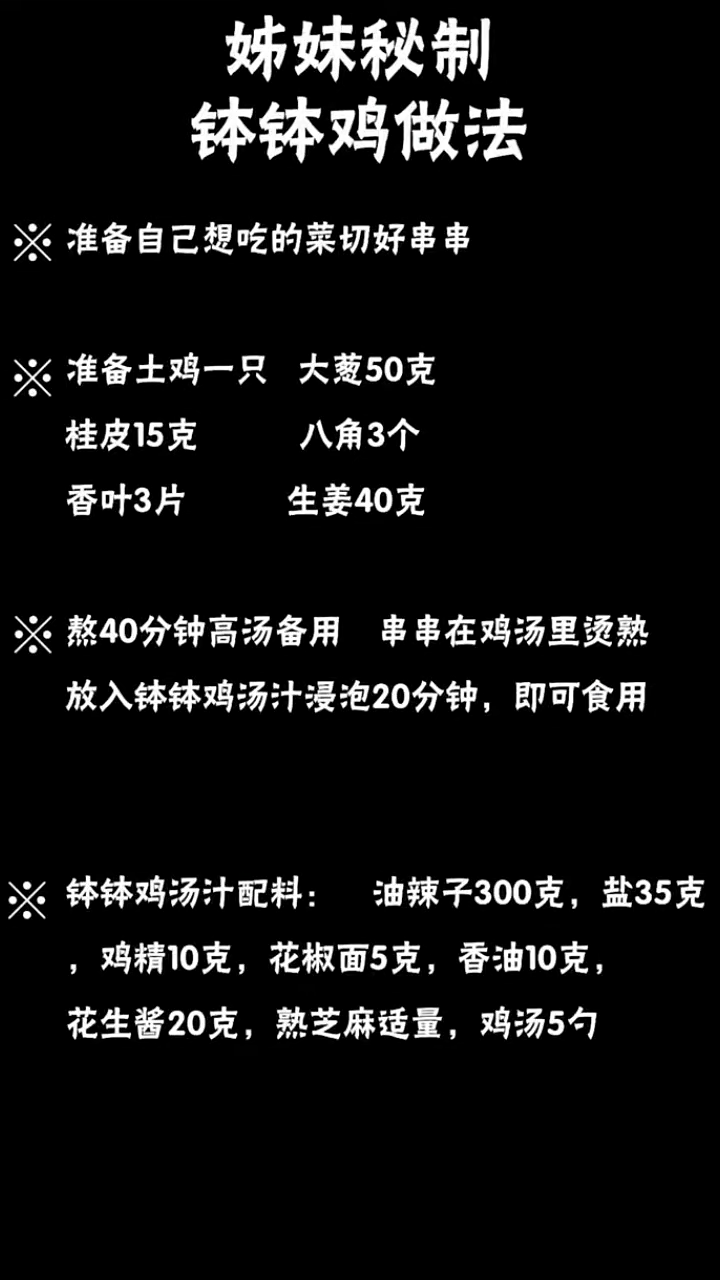 姊妹秘制
钵钵鸡做法
※ 准备自己想吃的菜切好串串
※ 准备土鸡一只 大葱50克
桂皮15克 八角3个
香叶3片 生姜40克
※ 熬40分钟高汤备用 串串在鸡汤里烫熟
放入钵钵鸡汤汁浸泡20分钟，即可食用
※ 钵钵鸡汤汁配料： 油辣子300克，盐35克
，鸡精10克，花椒面5克，香油10克，
花生酱20克，熟芝麻适量，鸡汤5勺